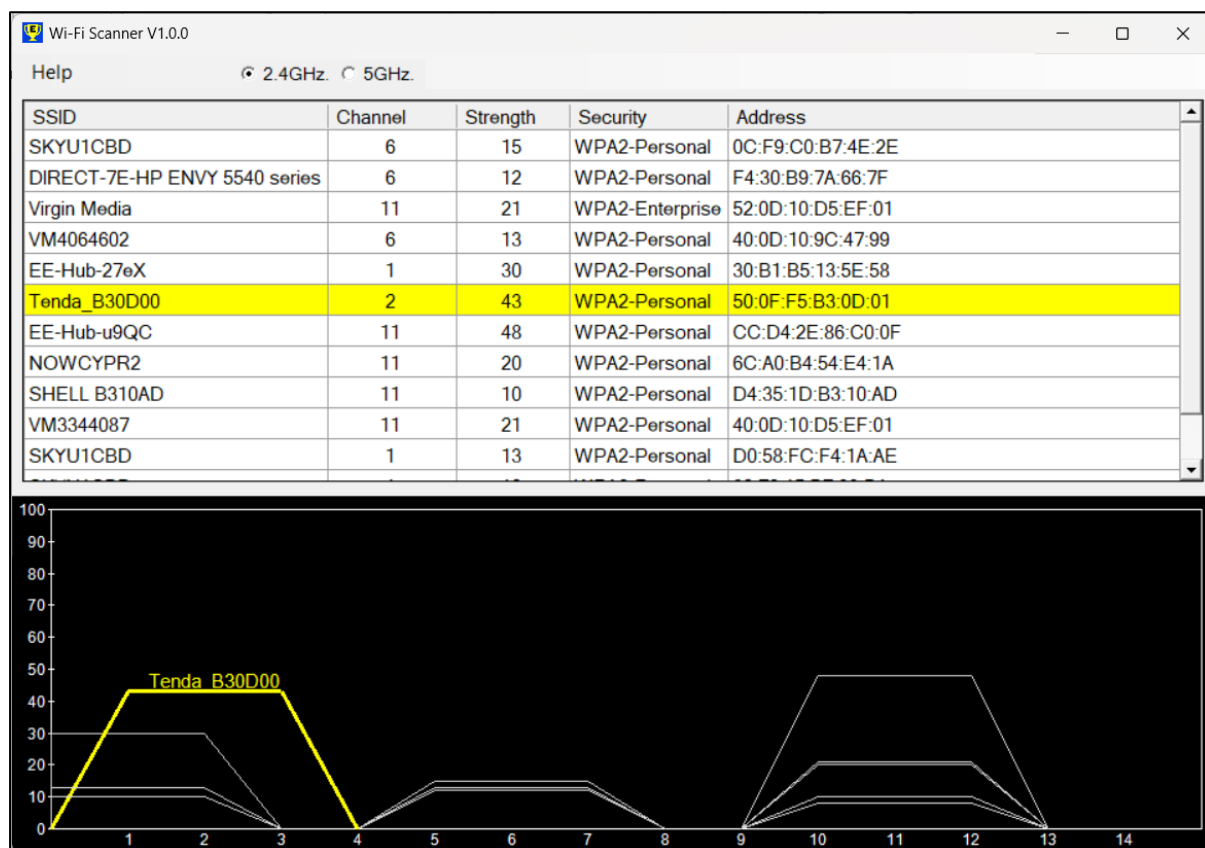 Wi-Fi Scanner V1.0.0
Help 2.4GHz. 5GHz.
SSID Channel Strength Security Address
SKYU1CBD 6 15 WPA2-Personal 0C:F9:C0:B7:4E:2E
DIRECT-7E-HP ENVY 5540 series 6 12 WPA2-Personal F4:30:B9:7A:66:7F
Virgin Media 11 21 WPA2-Enterprise 52:0D:10:D5:EF:01
VM4064602 6 13 WPA2-Personal 40:0D:10:9C:47:99
EE-Hub-27eX 1 30 WPA2-Personal 30:B1:B5:13:5E:58
Tenda_B30D00 2 43 WPA2-Personal 50:0F:F5:B3:0D:01
EE-Hub-u9QC 11 48 WPA2-Personal CC:D4:2E:86:C0:0F
NOWCYPR2 11 20 WPA2-Personal 6C:A0:B4:54:E4:1A
SHELL B310AD 11 10 WPA2-Personal D4:35:1D:B3:10:AD
VM3344087 11 21 WPA2-Personal 40:0D:10:D5:EF:01
SKYU1CBD 1 13 WPA2-Personal D0:58:FC:F4:1A:AE
100
90
80
70
60
50
Tenda_B30D00
40
30
20
10
0
1 2 3 4 5 6 7 8 9 10 11 12 13 14